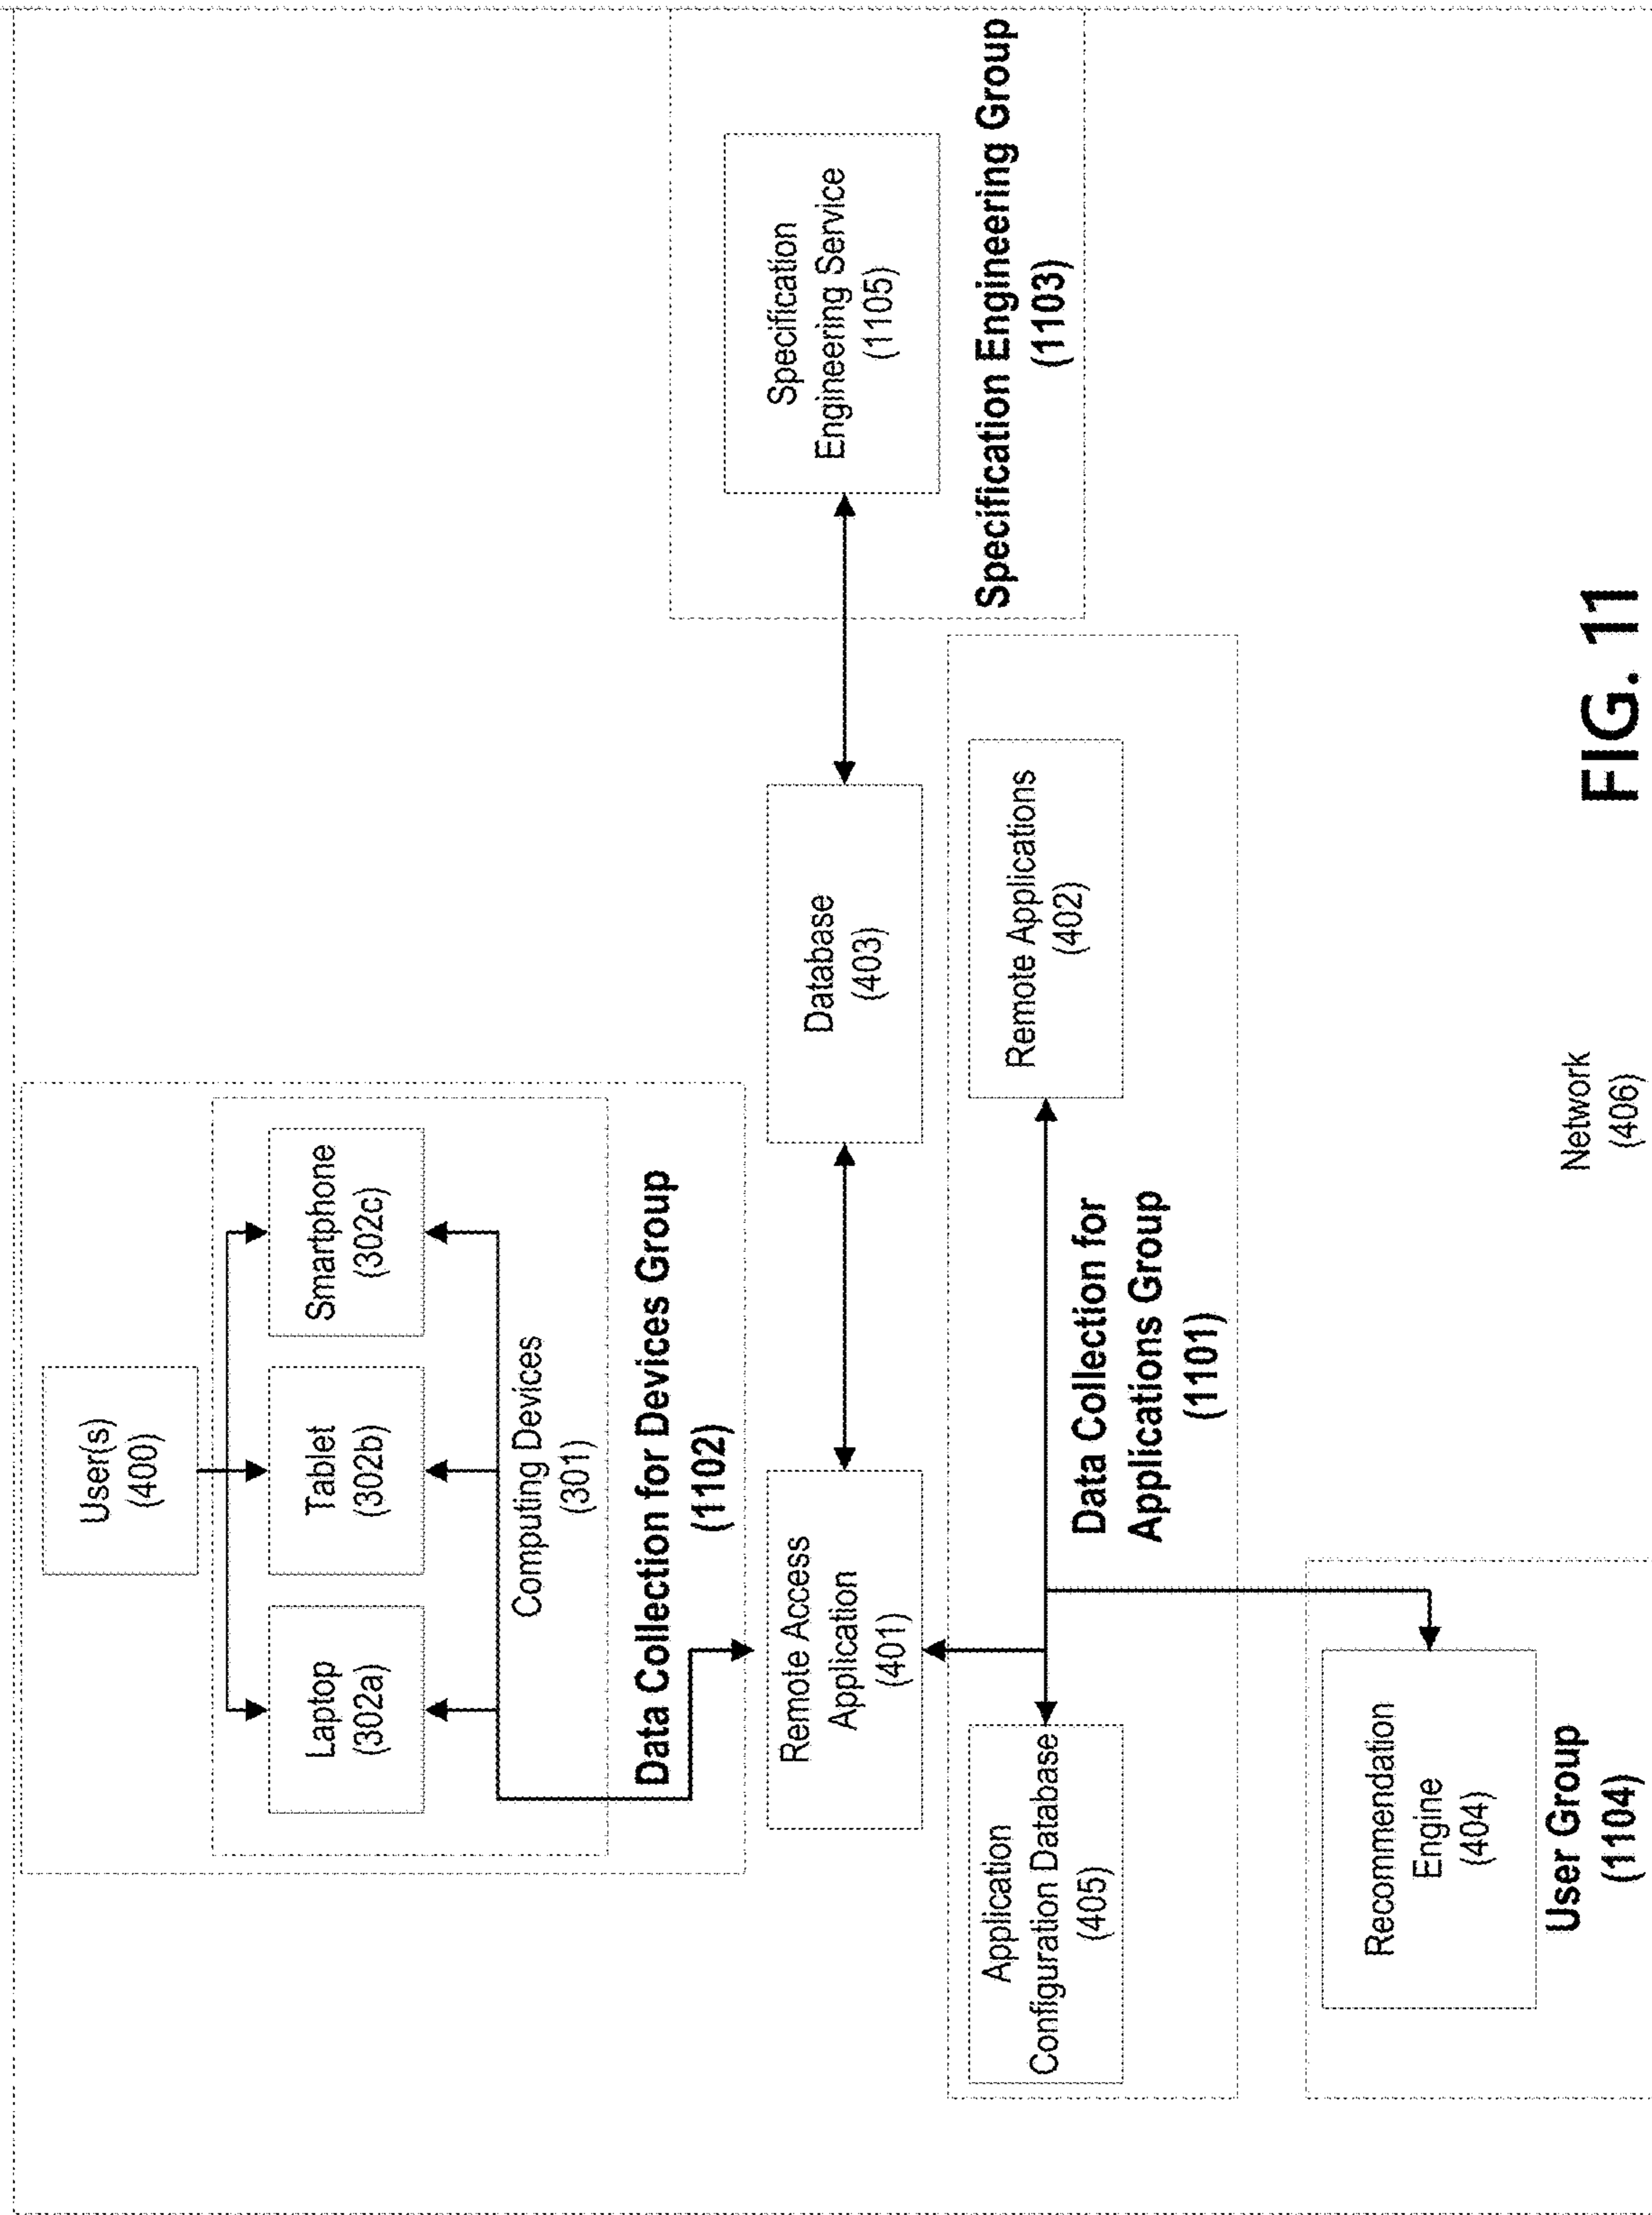 User(s)
(400)
Laptop
(302a)
Tablet
(302b)
Smartphone
(302c)
Computing Devices
(301)
Data Collection for Devices Group
(1102)
Remote Access
Application
(401)
Database
(403)
Specification
Engineering Service
(1105)
Specification Engineering Group
(1103)
Application
Configuration Database
(405)
Remote Applications
(402)
Data Collection for
Applications Group
(1101)
Recommendation
Engine
(404)
User Group
(1104)
Network
(406)
FIG. 11